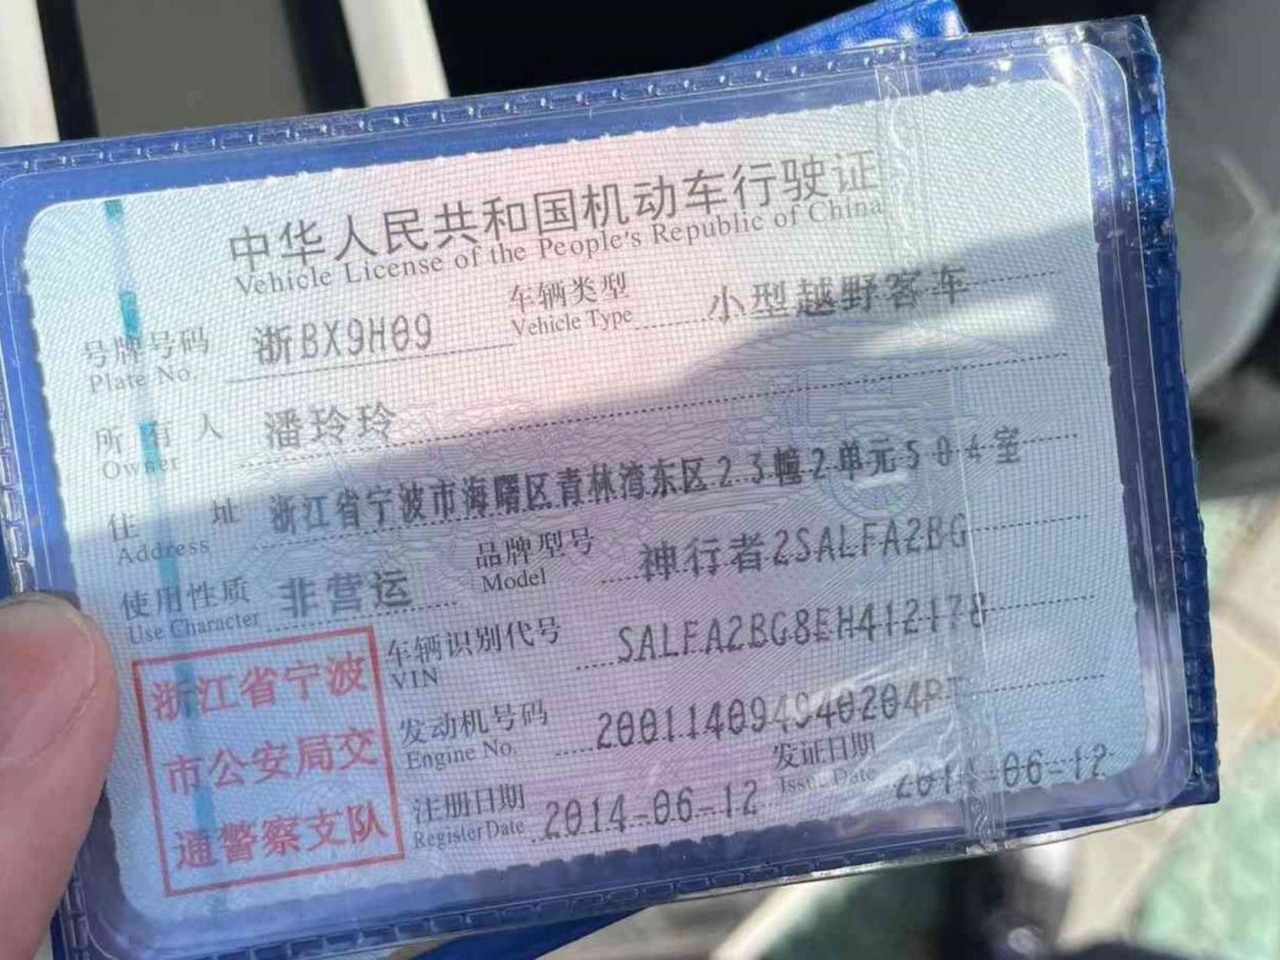 中华人民共和国机动车行驶证
Vehicle License of the People's Republic of China
号牌号码 浙BX9H09 车辆类型 小型越野客车
Plate No. Vehicle Type
所有人 潘玲玲
Owner
住址 浙江省宁波市海曙区青林湾东区23幢2单元504室
Address
使用性质 非营运 品牌型号 神行者2SALFA2BG
Use Character Model
车辆识别代号 SALFA2BG8EH412178
VIN
发动机号码
Engine No.
注册日期 2014-06-12 发证日期 2014-06-12
Register Date Issue Date
浙江省宁波
市公安局交
通警察支队